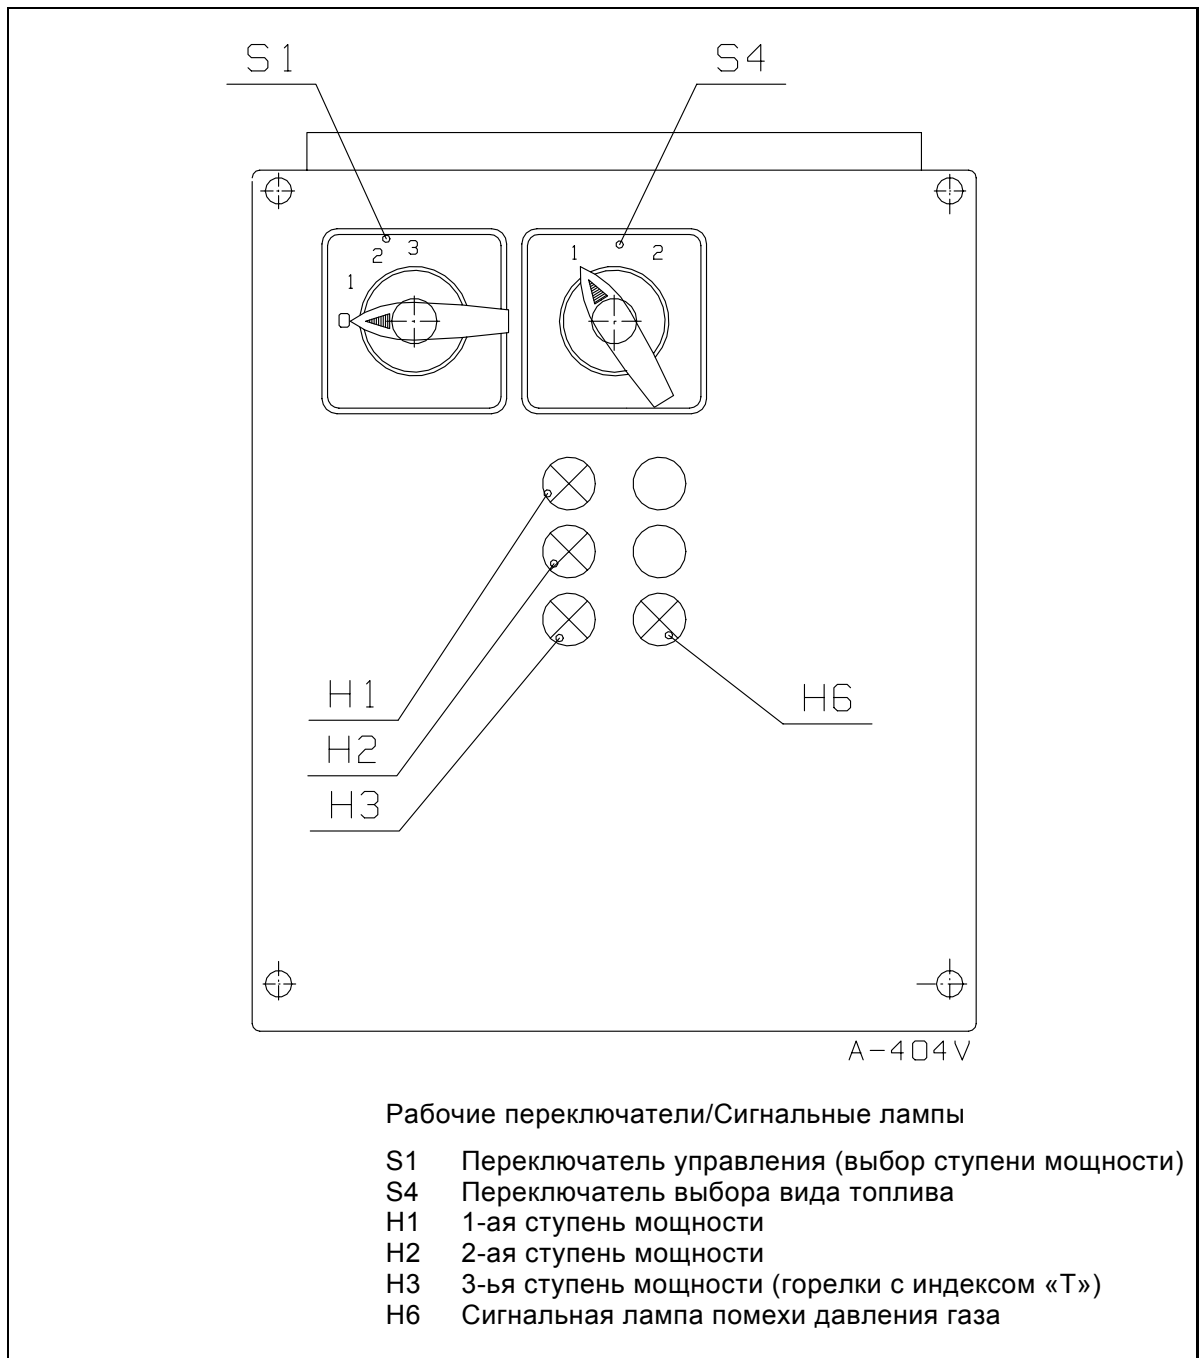 S1 S4
1 2 3
0
1 2
H1
H2
H3
H6
A-404V
Рабочие переключатели/Сигнальные лампы
S1 Переключатель управления (выбор ступени мощности)
S4 Переключатель выбора вида топлива
H1 1-ая ступень мощности
H2 2-ая ступень мощности
H3 3-ья ступень мощности (горелки с индексом «Т»)
H6 Сигнальная лампа помехи давления газа